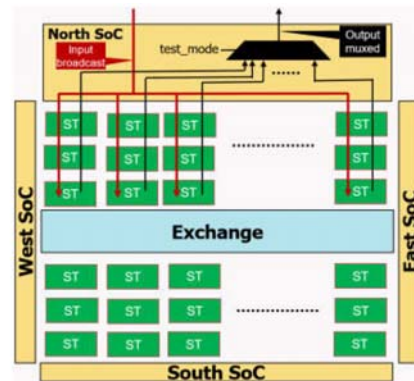 North SoC
Input
broadcast
test_mode
Output
muxed
ST ST ST ST
ST ST ST ST
ST ST ST ST
West SoC
Exchange
East SoC
ST ST ST ST
ST ST ST ST
ST ST ST ST
South SoC